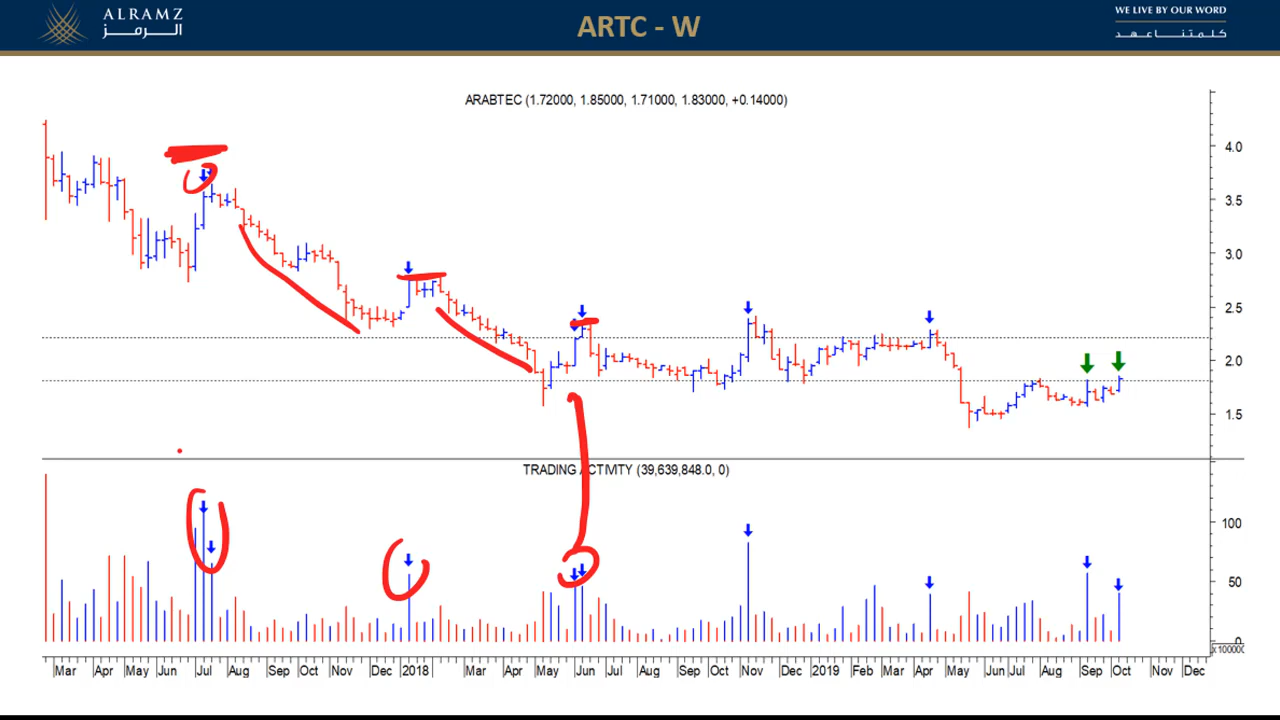 ALRAMZ
الرمز
ARTC - W
WE LIVE BY OUR WORD
كلمتنا عهد
ARABTEC (1.72000, 1.85000, 1.71000, 1.83000, +0.14000)
4.0
3.5
3.0
2.5
2.0
1.5
TRADING ACTIVITY (39,639,848.0, 0)
100
50
0
Mar Apr May Jun Jul Aug Sep Oct Nov Dec 2018 Mar Apr May Jun Jul Aug Sep Oct Nov Dec 2019 Feb Mar Apr May Jun Jul Aug Sep Oct Nov Dec